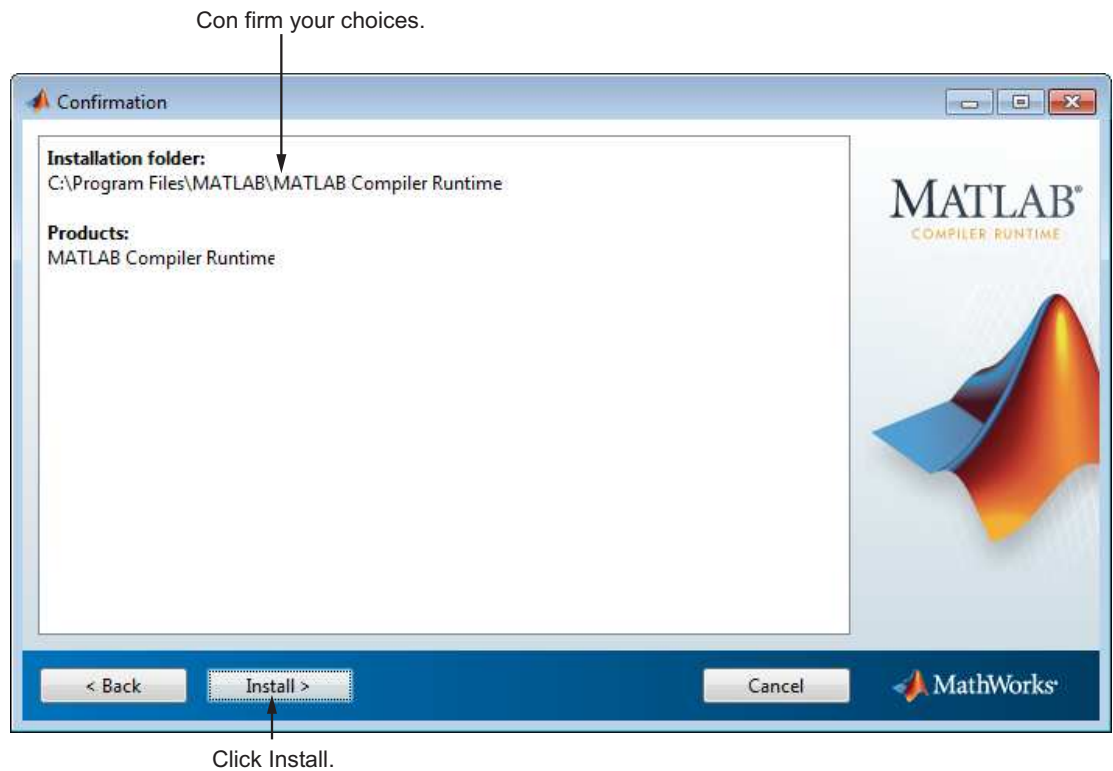 Con firm your choices.
Confirmation
Installation folder:
C:\Program Files\MATLAB\MATLAB Compiler Runtime
Products:
MATLAB Compiler Runtime
MATLAB®
COMPILER RUNTIME
< Back
Install >
Cancel
MathWorks®
Click Install.